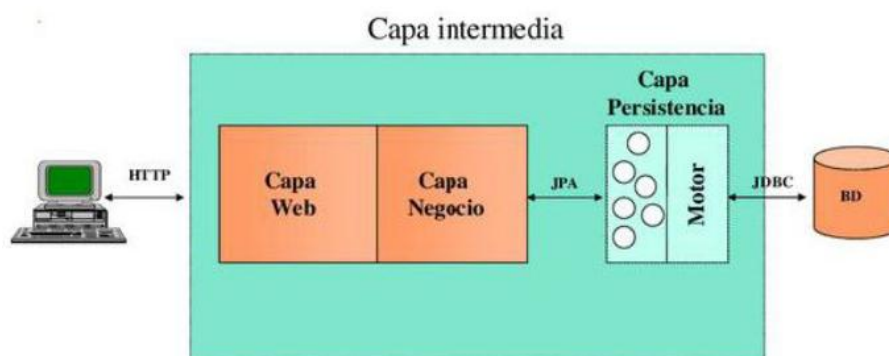 Capa intermedia
Capa
Persistencia
HTTP
Capa
Web
Capa
Negocio
JPA
Motor
JDBC
BD